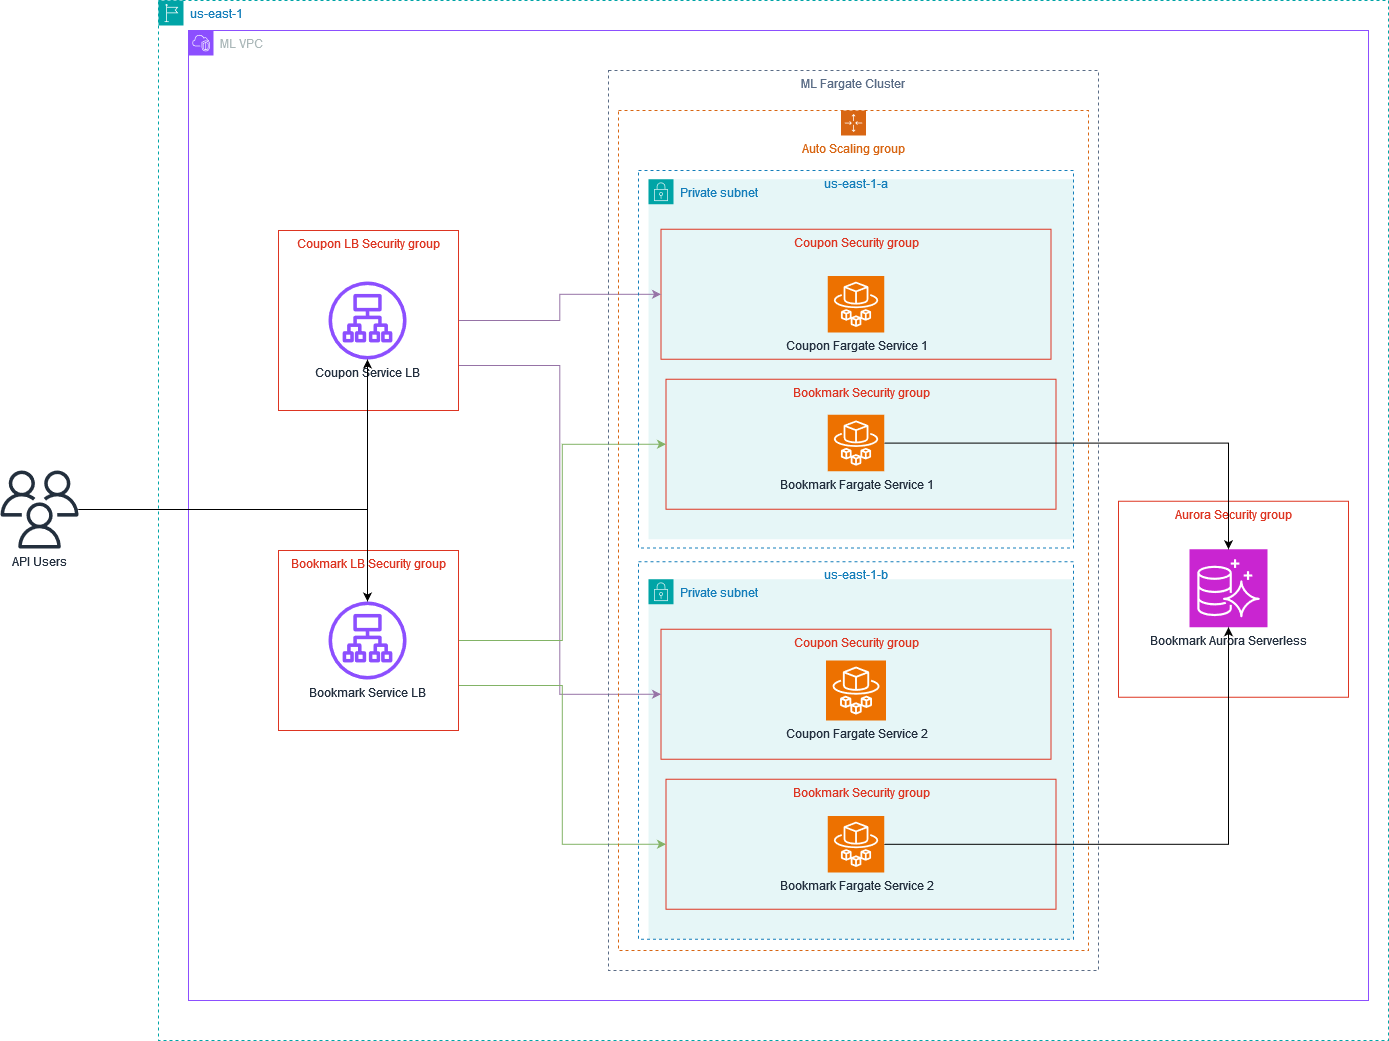 us-east-1
ML VPC
ML Fargate Cluster
Auto Scaling group
us-east-1-a
Private subnet
Coupon LB Security group
Coupon Service LB
Coupon Security group
Coupon Fargate Service 1
Bookmark Security group
Bookmark Fargate Service 1
API Users
Bookmark LB Security group
Bookmark Service LB
Aurora Security group
Bookmark Aurora Serverless
us-east-1-b
Private subnet
Coupon Security group
Coupon Fargate Service 2
Bookmark Security group
Bookmark Fargate Service 2